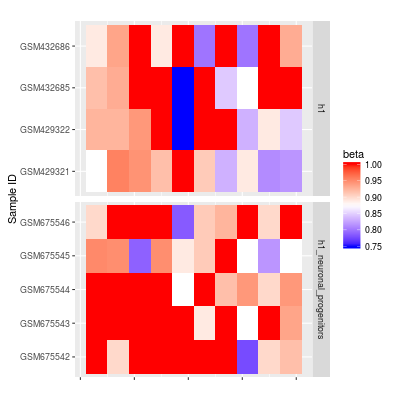 GSM432686
GSM432685
GSM429322
GSM429321
h1
GSM675546
GSM675545
GSM675544
GSM675543
GSM675542
h1_neuronal_progenitors
Sample ID
beta
1.00
0.95
0.90
0.85
0.80
0.75